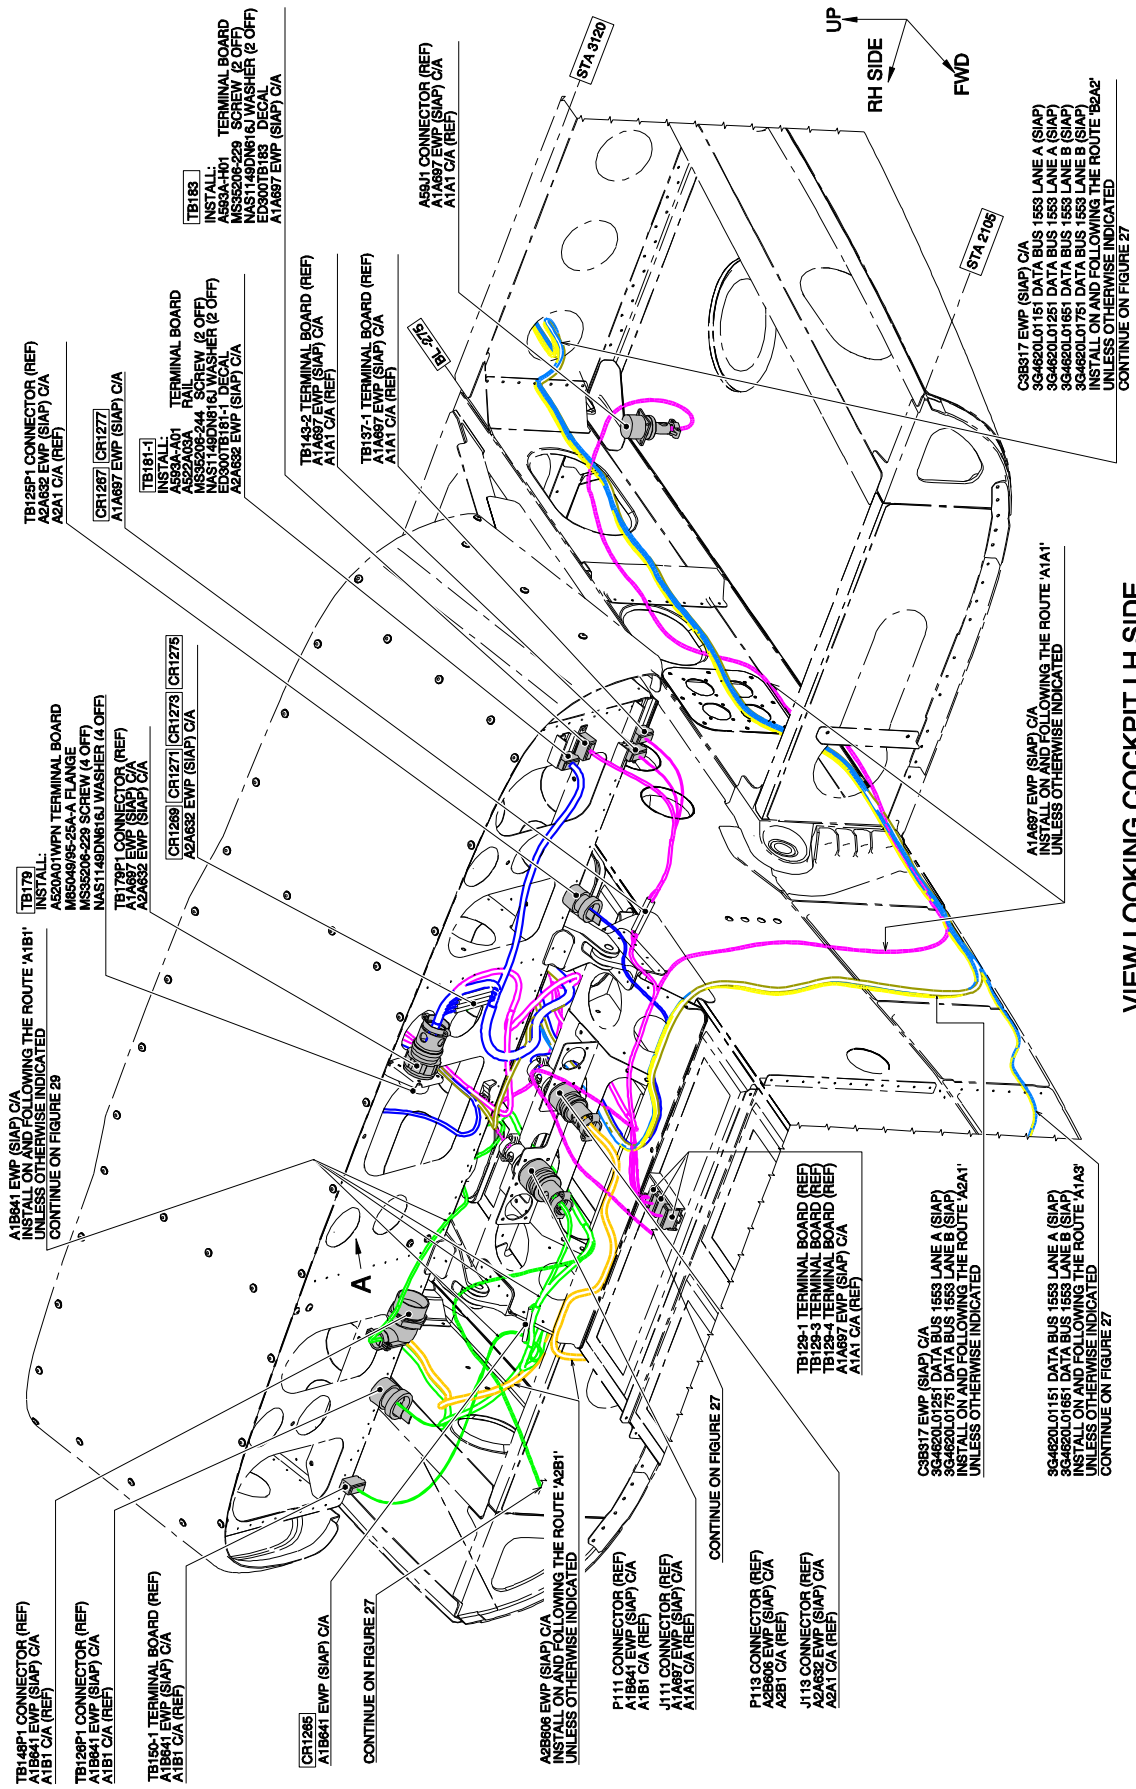 TB148P1 CONNECTOR (REF)
A1B641 EWP (SIAP) C/A
A1B1 C/A (REF)
TB126P1 CONNECTOR (REF)
A1B641 EWP (SIAP) C/A
A1B1 C/A (REF)
TB150-1 TERMINAL BOARD (REF)
A1B641 EWP (SIAP) C/A
A1B1 C/A (REF)
CR1265
A1B641 EWP (SIAP) C/A
CONTINUE ON FIGURE 27
A2B606 EWP (SIAP) C/A
INSTALL ON AND FOLLOWING THE ROUTE 'A2B1'
UNLESS OTHERWISE INDICATED
P111 CONNECTOR (REF)
A1B641 EWP (SIAP) C/A
A1B1 C/A (REF)
J111 CONNECTOR (REF)
A1A697 EWP (SIAP) C/A
A1A1 C/A (REF)
CONTINUE ON FIGURE 27
P113 CONNECTOR (REF)
A2B606 EWP (SIAP) C/A
A2B1 C/A (REF)
J113 CONNECTOR (REF)
A2A632 EWP (SIAP) C/A
A2A1 C/A (REF)
A1B641 EWP (SIAP) C/A
INSTALL ON AND FOLLOWING THE ROUTE 'A1B1'
UNLESS OTHERWISE INDICATED
CONTINUE ON FIGURE 29
A
TB129-1 TERMINAL BOARD (REF)
TB129-3 TERMINAL BOARD (REF)
TB129-4 TERMINAL BOARD (REF)
A1A697 EWP (SIAP) C/A
A1A1 C/A (REF)
C3B317 EWP (SIAP) C/A
3G4620L01251 DATA BUS 1553 LANE A (SIAP)
3G4620L01751 DATA BUS 1553 LANE B (SIAP)
INSTALL ON AND FOLLOWING THE ROUTE 'A2A1'
UNLESS OTHERWISE INDICATED
3G4620L01151 DATA BUS 1553 LANE A (SIAP)
3G4620L01651 DATA BUS 1553 LANE B (SIAP)
INSTALL ON AND FOLLOWING THE ROUTE 'A1A3'
UNLESS OTHERWISE INDICATED
CONTINUE ON FIGURE 27
TB179
INSTALL:
A520A01WPN TERMINAL BOARD
M85049/95-25A-A FLANGE
MS35206-229 SCREW (4 OFF)
NAS1149DN616J WASHER (4 OFF)
TB179P1 CONNECTOR (REF)
A1A697 EWP (SIAP) C/A
A2A632 EWP (SIAP) C/A
CR1269 CR1271 CR1273 CR1275
A2A632 EWP (SIAP) C/A
TB125P1 CONNECTOR (REF)
A2A632 EWP (SIAP) C/A
A2A1 C/A (REF)
CR1267 CR1277
A1A697 EWP (SIAP) C/A
TB181-1
INSTALL:
A593A-A01 TERMINAL BOARD
A522A03A RAIL
MS35206-244 SCREW (2 OFF)
NAS1149DN816J WASHER (2 OFF)
ED300TB181-1 DECAL
A2A632 EWP (SIAP) C/A
TB183
INSTALL:
A593A-H01 TERMINAL BOARD
MS35206-229 SCREW (2 OFF)
NAS1149DN616J WASHER (2 OFF)
ED300TB183 DECAL
A1A697 EWP (SIAP) C/A
TB143-2 TERMINAL BOARD (REF)
A1A697 EWP (SIAP) C/A
A1A1 C/A (REF)
TB137-1 TERMINAL BOARD (REF)
A1A697 EWP (SIAP) C/A
A1A1 C/A (REF)
BL -275
A59J1 CONNECTOR (REF)
A1A697 EWP (SIAP) C/A
A1A1 C/A (REF)
STA 3120
UP
RH SIDE
FWD
STA 2105
C3B317 EWP (SIAP) C/A
3G4620L01151 DATA BUS 1553 LANE A (SIAP)
3G4620L01251 DATA BUS 1553 LANE A (SIAP)
3G4620L01651 DATA BUS 1553 LANE B (SIAP)
3G4620L01751 DATA BUS 1553 LANE B (SIAP)
INSTALL ON AND FOLLOWING THE ROUTE 'B2A2'
UNLESS OTHERWISE INDICATED
CONTINUE ON FIGURE 27
A1A697 EWP (SIAP) C/A
INSTALL ON AND FOLLOWING THE ROUTE 'A1A1'
UNLESS OTHERWISE INDICATED
VIEW LOOKING COCKPIT LH SIDE